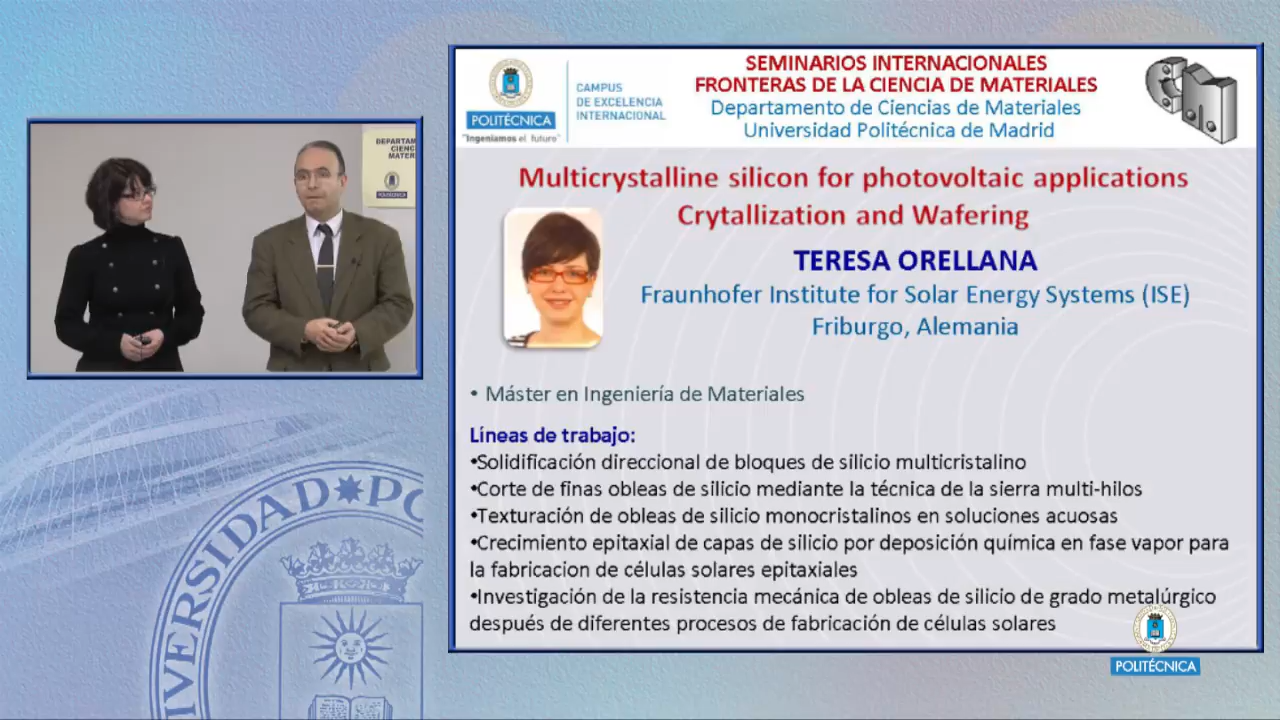 DEPARTAM
CIENC
MATER
POLITÉCNICA
VERSIDAD PO
POLITÉCNICA
"Ingeniamos el futuro"
CAMPUS
DE EXCELENCIA
INTERNACIONAL
SEMINARIOS INTERNACIONALES
FRONTERAS DE LA CIENCIA DE MATERIALES
Departamento de Ciencias de Materiales
Universidad Politécnica de Madrid
Multicrystalline silicon for photovoltaic applications
Crytallization and Wafering
TERESA ORELLANA
Fraunhofer Institute for Solar Energy Systems (ISE)
Friburgo, Alemania
• Máster en Ingeniería de Materiales
Líneas de trabajo:
•Solidificación direccional de bloques de silicio multicristalino
•Corte de finas obleas de silicio mediante la técnica de la sierra multi-hilos
•Texturación de obleas de silicio monocristalinos en soluciones acuosas
•Crecimiento epitaxial de capas de silicio por deposición química en fase vapor para
la fabricacion de células solares epitaxiales
•Investigación de la resistencia mecánica de obleas de silicio de grado metalúrgico
después de diferentes procesos de fabricación de células solares
POLITÉCNICA